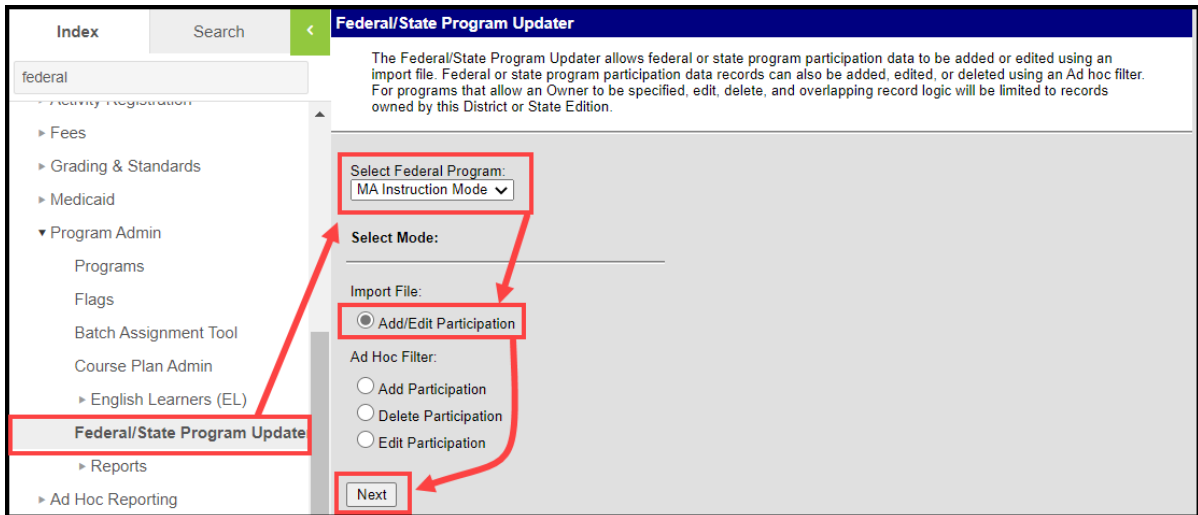 Index
Search
<
federal
Activity Registration
Fees
Grading & Standards
Medicaid
Program Admin
Programs
Flags
Batch Assignment Tool
Course Plan Admin
English Learners (EL)
Federal/State Program Update
Reports
Ad Hoc Reporting
Federal/State Program Updater
The Federal/State Program Updater allows federal or state program participation data to be added or edited using an
import file. Federal or state program participation data records can also be added, edited, or deleted using an Ad hoc filter.
For programs that allow an Owner to be specified, edit, delete, and overlapping record logic will be limited to records
owned by this District or State Edition.
Select Federal Program:
MA Instruction Mode
Select Mode:
Import File:
Add/Edit Participation
Ad Hoc Filter:
Add Participation
Delete Participation
Edit Participation
Next